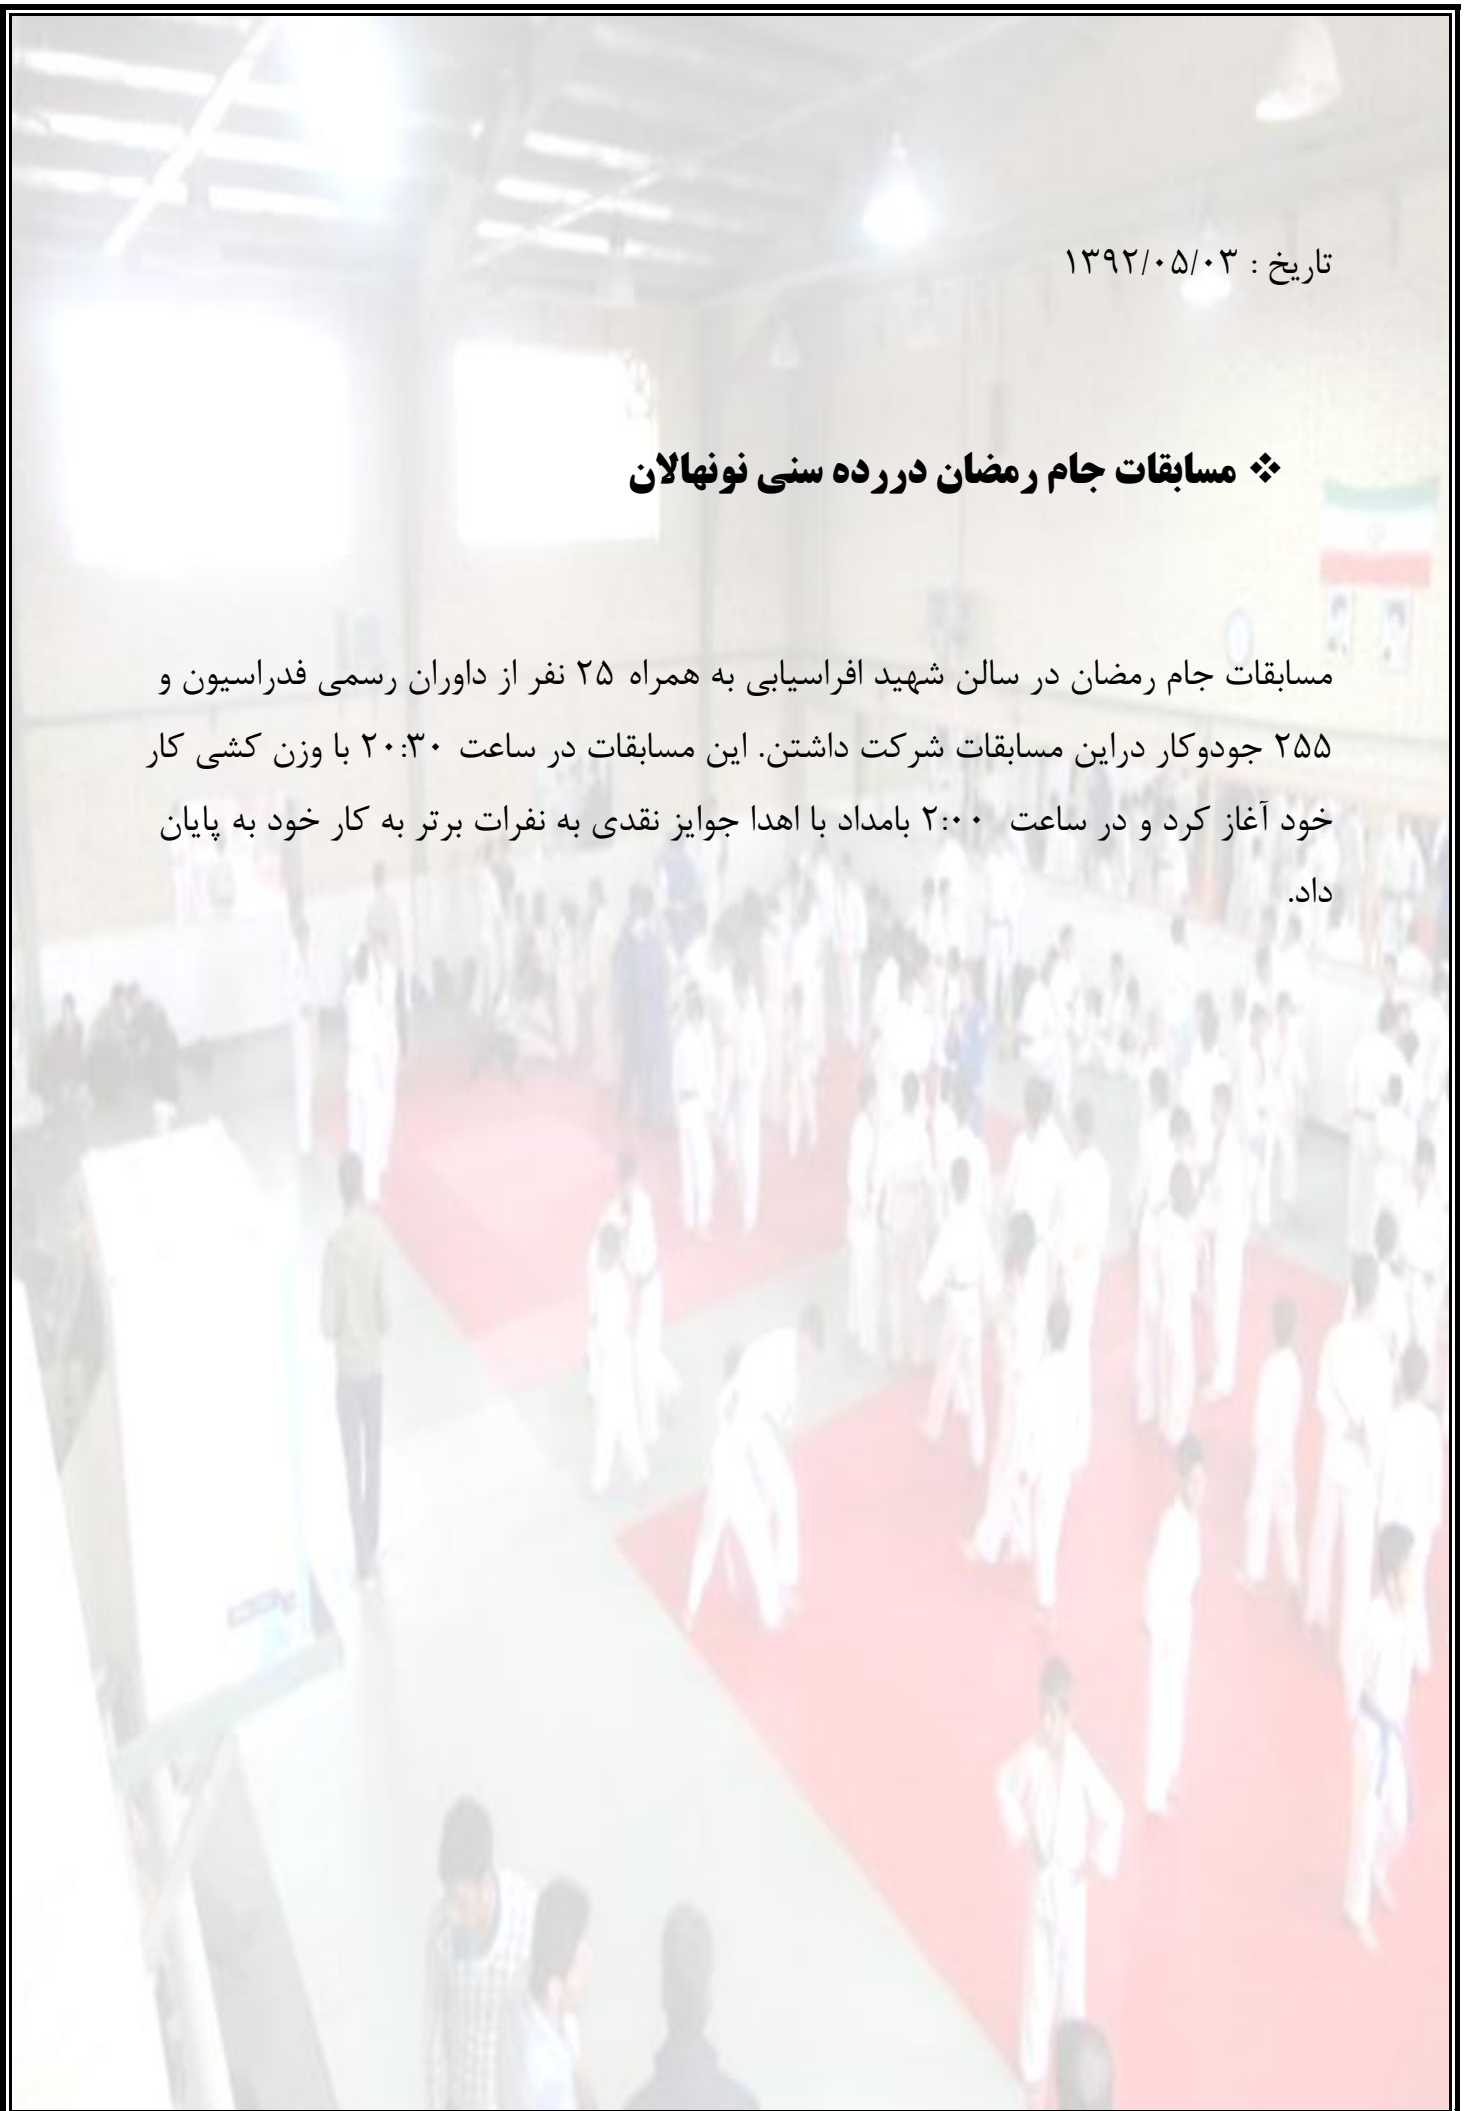 تاریخ : ۱۳۹۲/۰۵/۰۳
❖ مسابقات جام رمضان دررده سنی نونهالان
مسابقات جام رمضان در سالن شهید افراسیابی به همراه ۲۵ نفر از داوران رسمی فدراسیون و
۲۵۵ جودوکار دراین مسابقات شرکت داشتن. این مسابقات در ساعت ۲۰:۳۰ با وزن کشی کار
خود آغاز کرد و در ساعت ۲:۰۰ بامداد با اهدا جوایز نقدی به نفرات برتر به کار خود به پایان
داد.